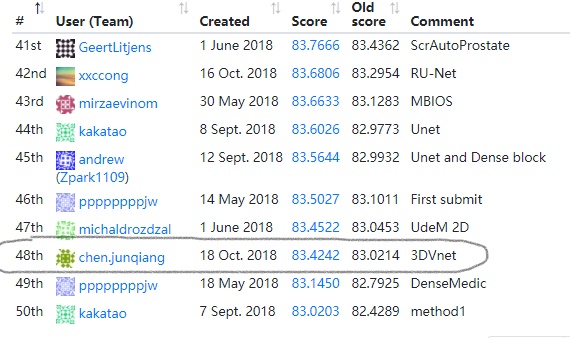 # User (Team) Created Score Old score Comment
41st GeertLitjens 1 June 2018 83.7666 83.4362 ScrAutoProstate
42nd xxccong 16 Oct. 2018 83.6806 83.2954 RU-Net
43rd mirzaevinom 30 May 2018 83.6633 83.1283 MBIOS
44th kakatao 8 Sept. 2018 83.6026 82.9773 Unet
45th andrew 12 Sept. 2018 83.5644 82.9932 Unet and Dense block
(Zpark1109)
46th ppppppppjw 14 May 2018 83.5027 83.1011 First submit
47th michaldrozdzal 1 June 2018 83.4522 83.0453 UdeM 2D
48th chen.junqiang 18 Oct. 2018 83.4242 83.0214 3DVnet
49th ppppppppjw 18 May 2018 83.1450 82.7925 DenseMedic
50th kakatao 7 Sept. 2018 83.0203 82.4289 method1